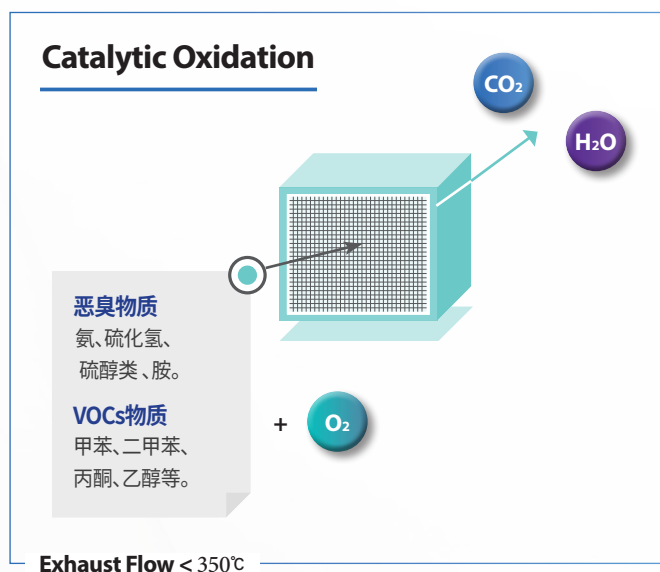 Catalytic Oxidation
CO₂
H₂O
恶臭物质
氨、硫化氢、
硫醇类、胺。
VOCs物质
甲苯、二甲苯、
丙酮、乙醇等。
+ O₂
Exhaust Flow < 350℃